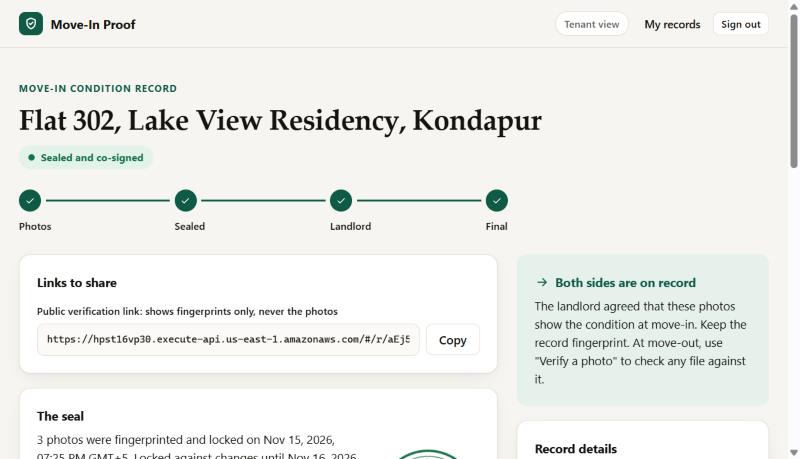 Move-In Proof
Tenant view
My records
Sign out
MOVE-IN CONDITION RECORD
Flat 302, Lake View Residency, Kondapur
Sealed and co-signed
Photos
Sealed
Landlord
Final
Links to share
Public verification link: shows fingerprints only, never the photos
https://hpst16vp30.execute-api.us-east-1.amazonaws.com/#/r/aEj5
Copy
The seal
3 photos were fingerprinted and locked on Nov 15, 2026,
07:25 PM GMT+5. Locked against changes until Nov 16, 2026
→ Both sides are on record
The landlord agreed that these photos
show the condition at move-in. Keep the
record fingerprint. At move-out, use
"Verify a photo" to check any file against
it.
Record details